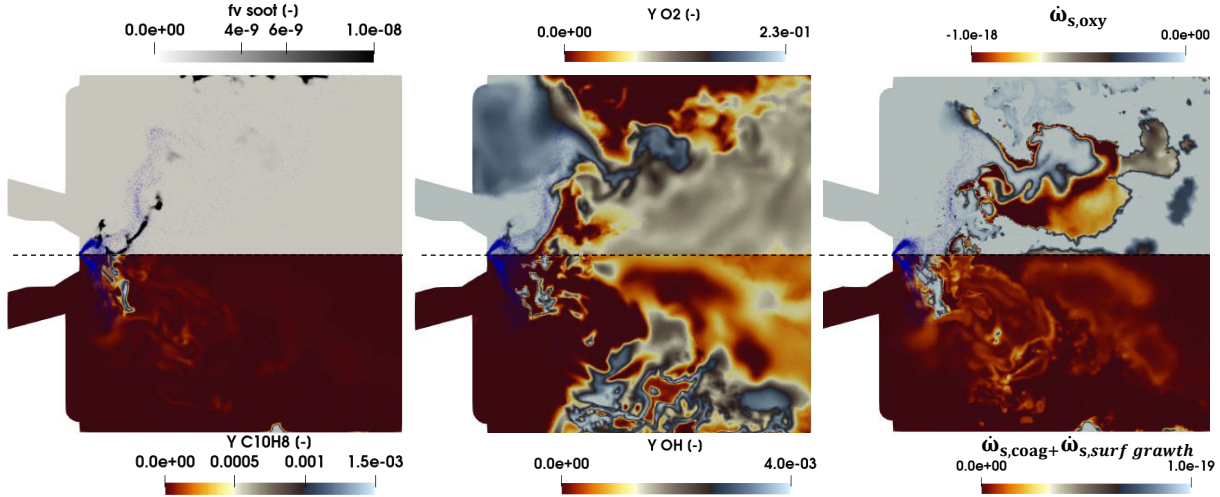 fv soot (-)
0.0e+00 4e-9 6e-9 1.0e-08
Y O2 (-)
0.0e+00 2.3e-01
ω̇s,oxy
-1.0e-18 0.0e+00
Y C10H8 (-)
0.0e+00 0.0005 0.001 1.5e-03
Y OH (-)
0.0e+00 4.0e-03
ω̇s,coag+ ω̇s,surf grawth
0.0e+00 1.0e-19